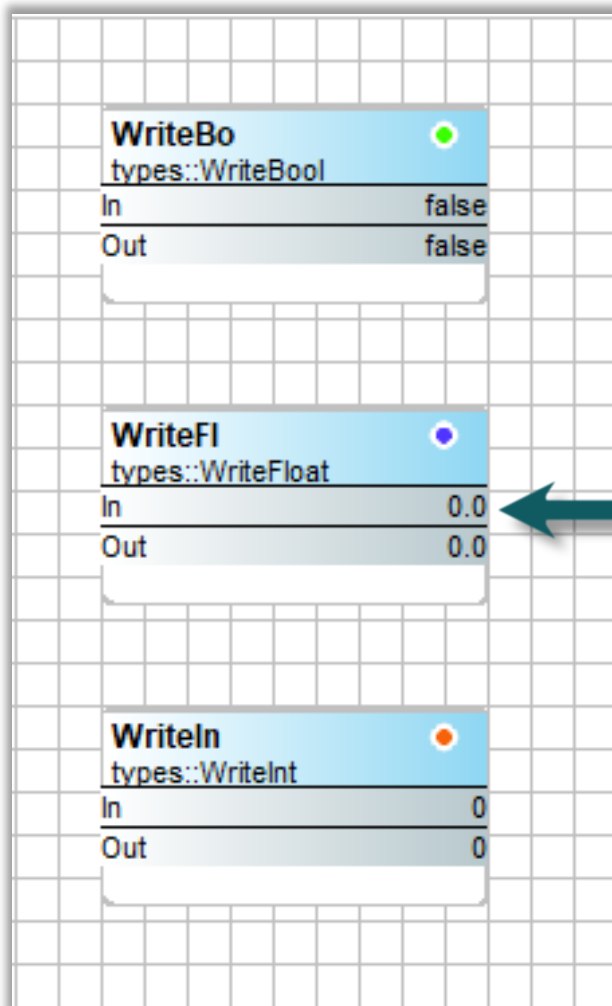 WriteBo
types::WriteBool
In false
Out false
WriteFl
types::WriteFloat
In 0.0
Out 0.0
WriteIn
types::WriteInt
In 0
Out 0